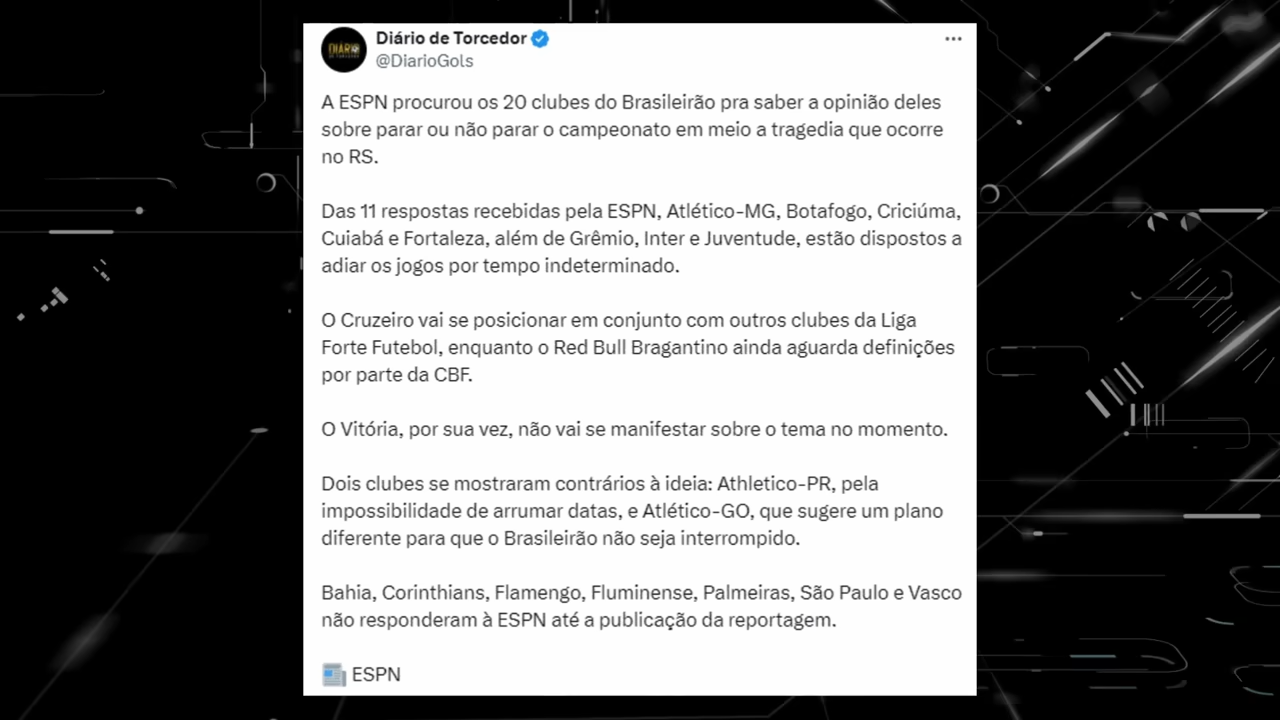 Diário de Torcedor
@DiarioGols
A ESPN procurou os 20 clubes do Brasileirão pra saber a opinião deles
sobre parar ou não parar o campeonato em meio a tragedia que ocorre
no RS.
Das 11 respostas recebidas pela ESPN, Atlético-MG, Botafogo, Criciúma,
Cuiabá e Fortaleza, além de Grêmio, Inter e Juventude, estão dispostos a
adiar os jogos por tempo indeterminado.
O Cruzeiro vai se posicionar em conjunto com outros clubes da Liga
Forte Futebol, enquanto o Red Bull Bragantino ainda aguarda definições
por parte da CBF.
O Vitória, por sua vez, não vai se manifestar sobre o tema no momento.
Dois clubes se mostraram contrários à ideia: Athletico-PR, pela
impossibilidade de arrumar datas, e Atlético-GO, que sugere um plano
diferente para que o Brasileirão não seja interrompido.
Bahia, Corinthians, Flamengo, Fluminense, Palmeiras, São Paulo e Vasco
não responderam à ESPN até a publicação da reportagem.
📰 ESPN